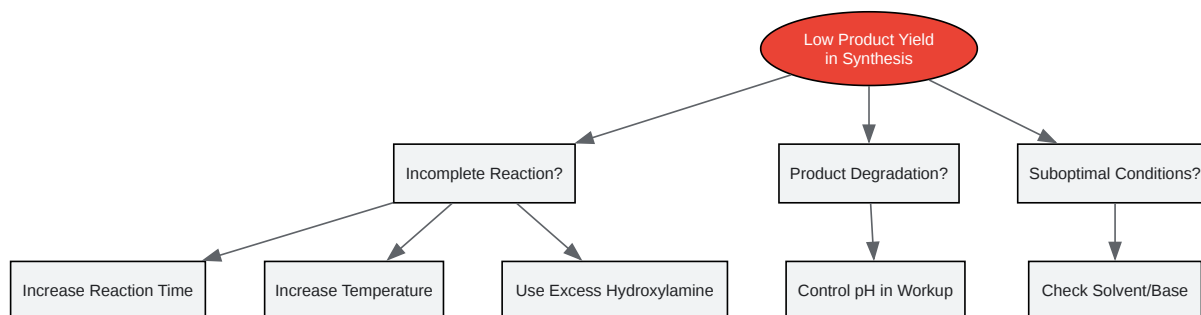 Low Product Yield
in Synthesis
Incomplete Reaction?
Product Degradation?
Suboptimal Conditions?
Increase Reaction Time
Increase Temperature
Use Excess Hydroxylamine
Control pH in Workup
Check Solvent/Base